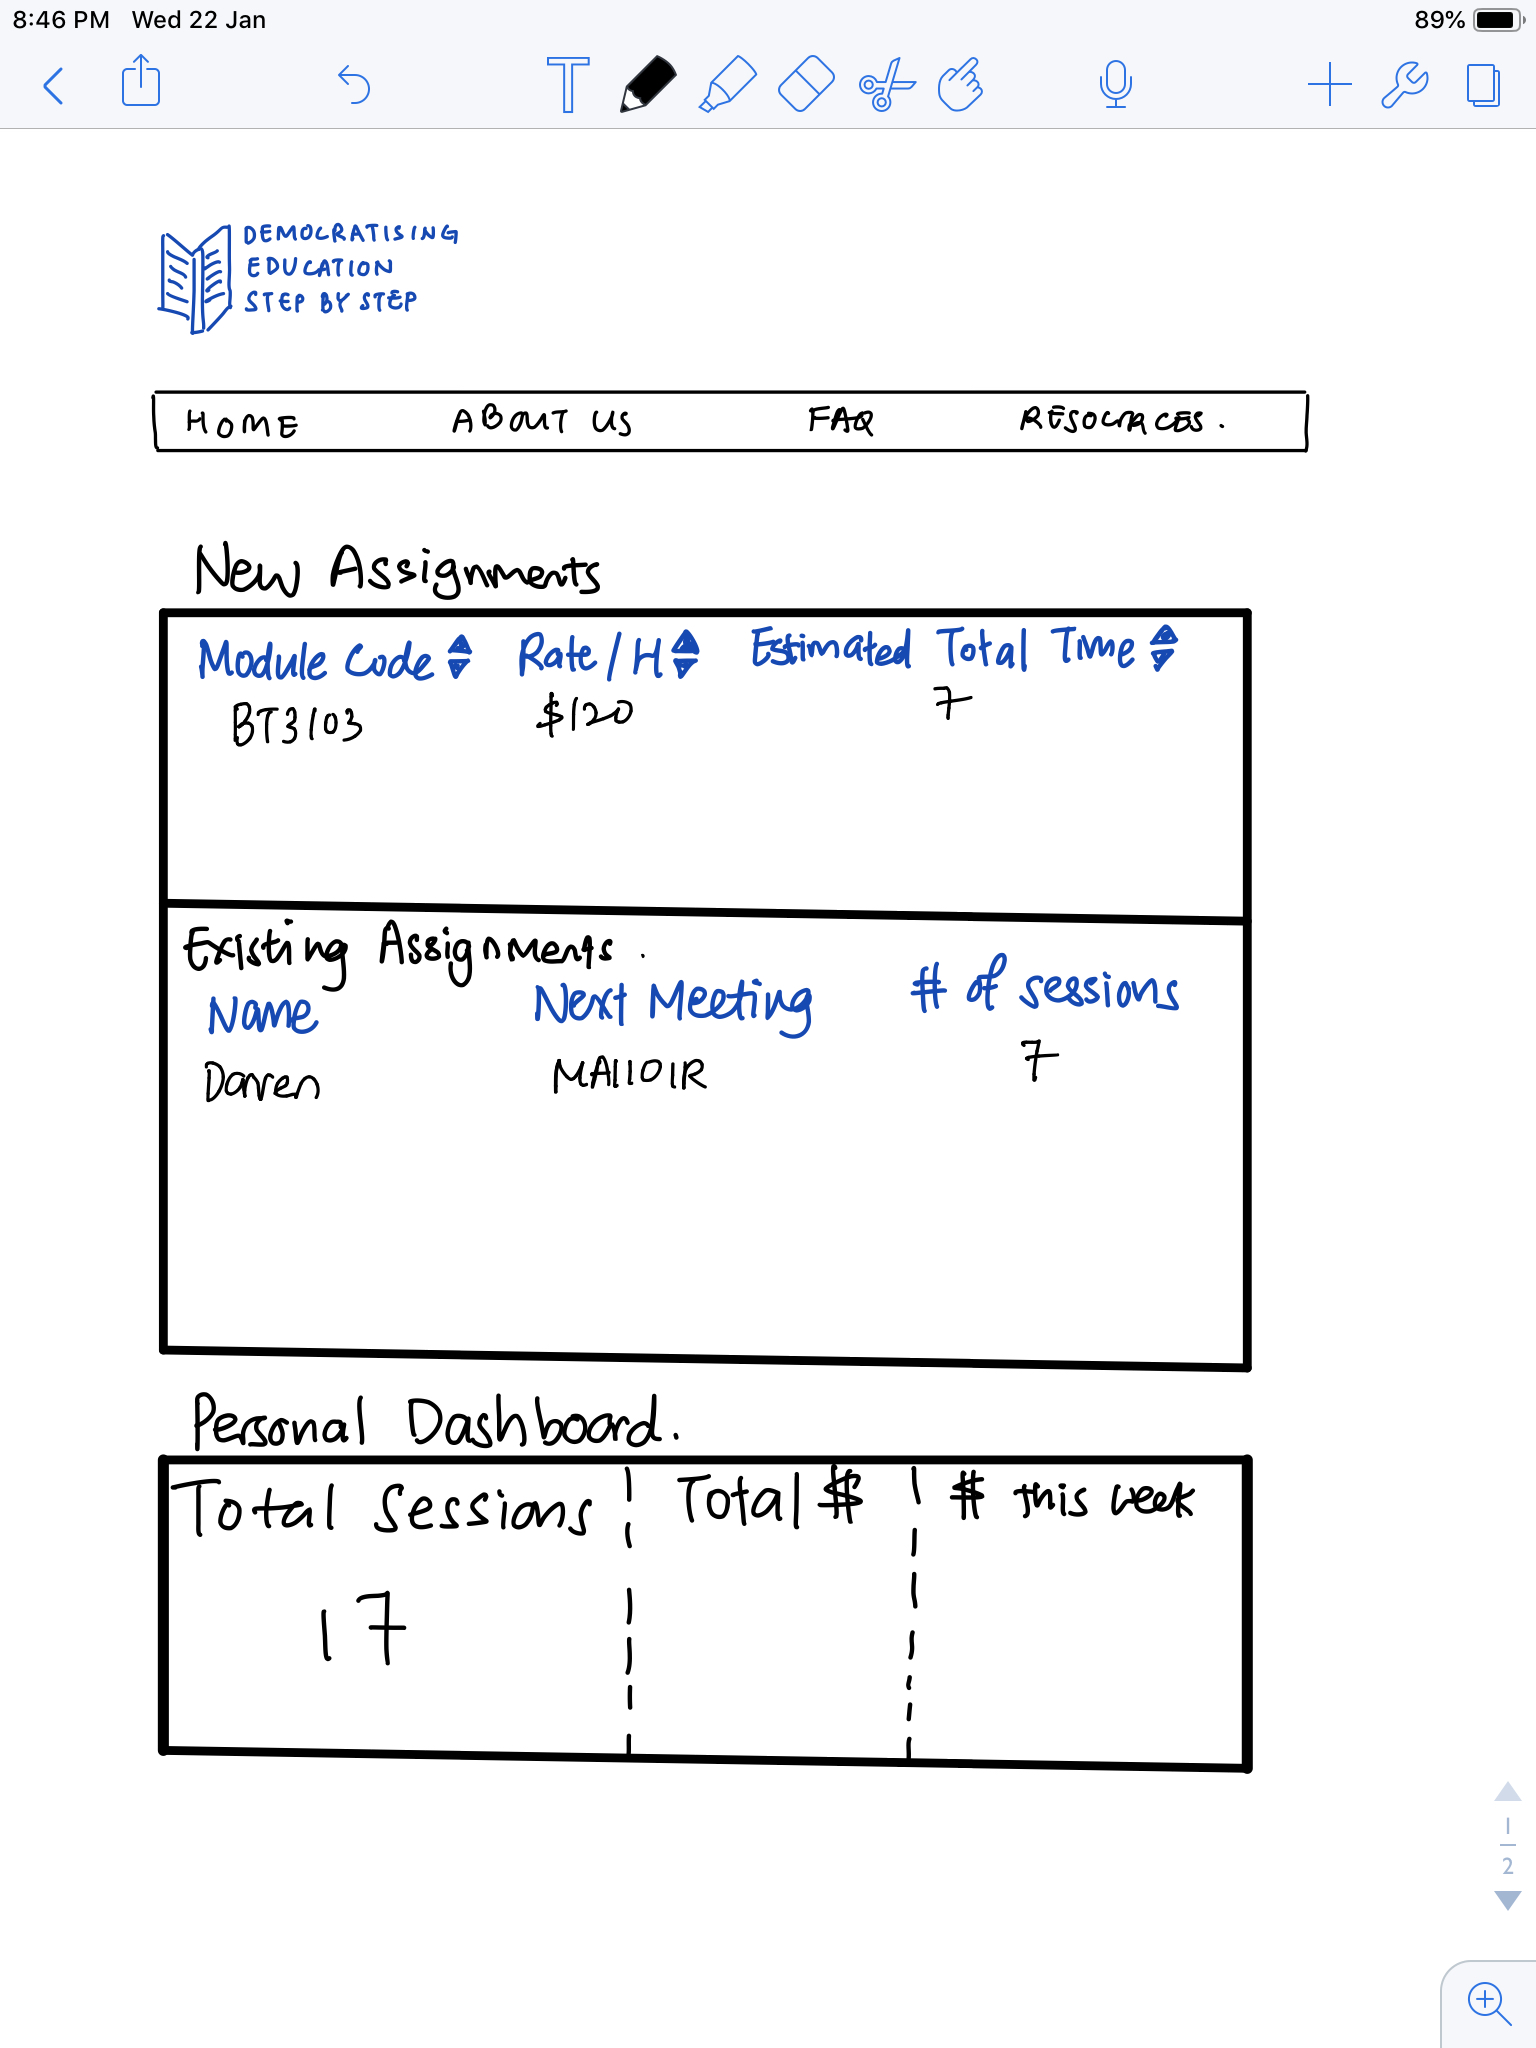 8:46 PM Wed 22 Jan 89%
T
DEMOCRATISING
EDUCATION
STEP BY STEP
HOME ABOUT US FAQ RESOURCES.
New Assignments
Module Code Rate/H Estimated Total Time
BT3103 $120 7
Existing Assignments.
Name Next Meeting # of sessions
Darren MA1101R 7
Personal Dashboard.
Total Sessions Total $ $ this week
17
1
2